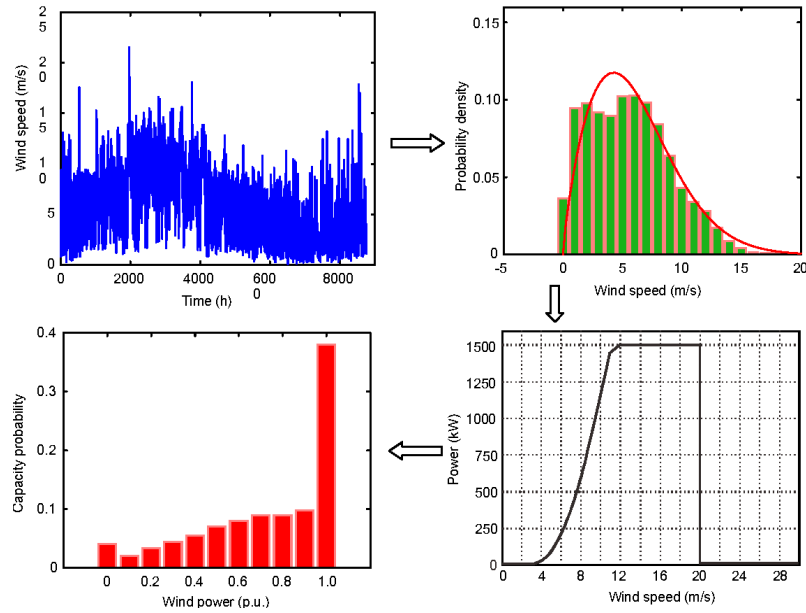 2
5
2
0
1
5
1
0
5
0
Wind speed (m/s)
0 2000 4000 600 8000
0
Time (h)
0.15
0.10
0.05
0
Probability density
-5 0 5 10 15 20
Wind speed (m/s)
0.4
0.3
0.2
0.1
0
Capacity probability
0 0.2 0.4 0.6 0.8 1.0
Wind power (p.u.)
1500
1250
1000
750
500
250
0
Power (kW)
0 4 8 12 16 20 24 28
Wind speed (m/s)